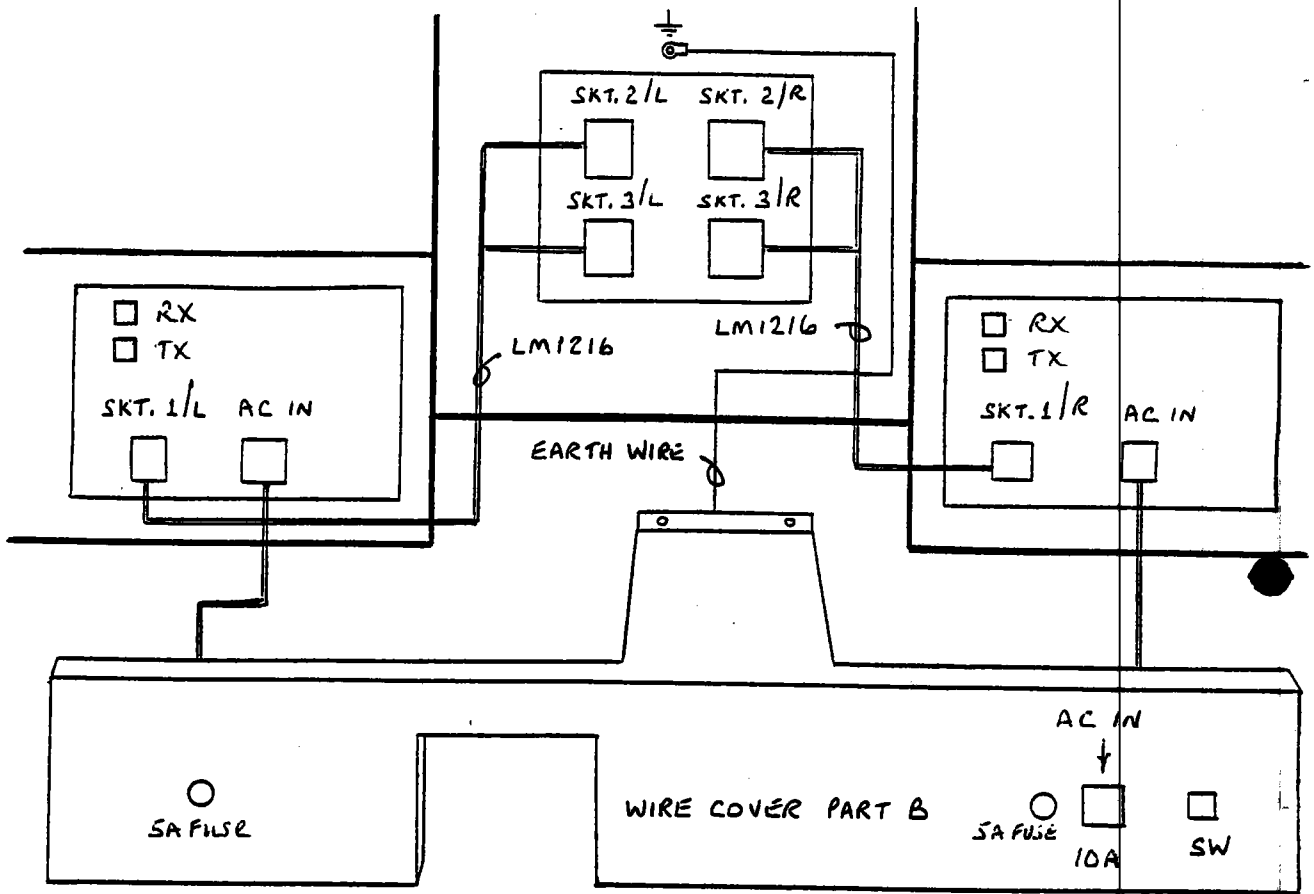 SKT. 2/L SKT. 2/R
SKT. 3/L SKT. 3/R
RX
TX
SKT. 1/L AC IN
LM1216
LM1216
RX
TX
SKT. 1/R AC IN
EARTH WIRE
AC IN
5A FUSE
WIRE COVER PART B
5A FUSE
10A
SW